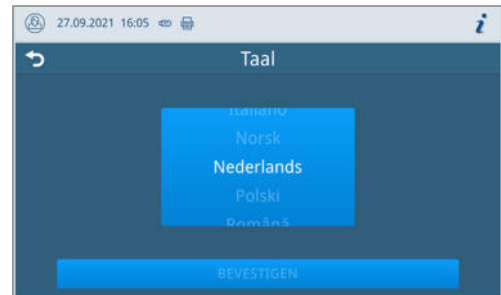 27.09.2021 16:05
i
Taal
Italiano
Norsk
Nederlands
Polski
Română
BEVESTIGEN